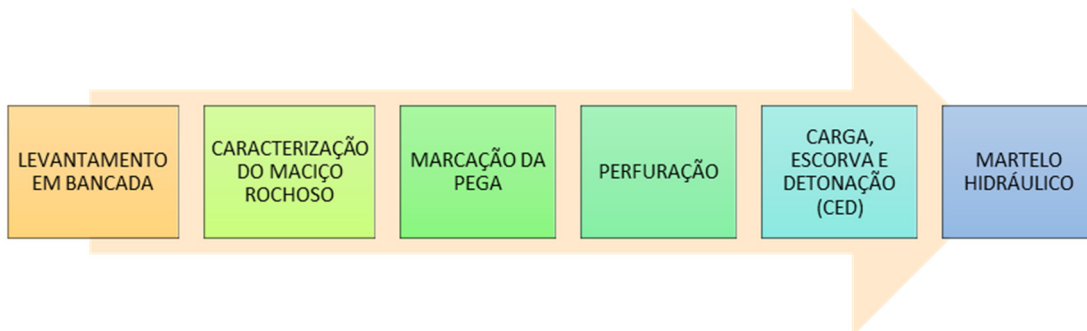 LEVANTAMENTO
EM BANCADA
CARACTERIZAÇÃO
DO MACIÇO
ROCHOSO
MARCAÇÃO DA
PEGA
PERFURAÇÃO
CARGA,
ESCORVA E
DETONAÇÃO
(CED)
MARTELO
HIDRÁULICO